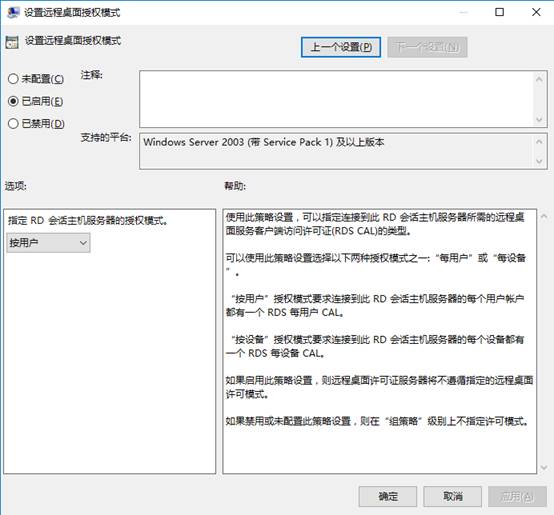 设置远程桌面授权模式
设置远程桌面授权模式
上一个设置(P)
下一个设置(N)
未配置(C)
注释:
已启用(E)
已禁用(D)
支持的平台:
Windows Server 2003 (带 Service Pack 1) 及以上版本
选项:
帮助:
指定 RD 会话主机服务器的授权模式。
按用户
使用此策略设置，可以指定连接到此 RD 会话主机服务器所需的远程桌
面服务客户端访问许可证(RDS CAL)的类型。
可以使用此策略设置选择以下两种授权模式之一:“每用户”或“每设备
”。
“按用户”授权模式要求连接到此 RD 会话主机服务器的每个用户帐户
都有一个 RDS 每用户 CAL。
“按设备”授权模式要求连接到此 RD 会话主机服务器的每个设备都有
一个 RDS 每设备 CAL。
如果启用此策略设置，则远程桌面许可证服务器将不遵循指定的远程桌面
许可模式。
如果禁用或未配置此策略设置，则在“组策略”级别上不指定许可模式。
确定
取消
应用(A)